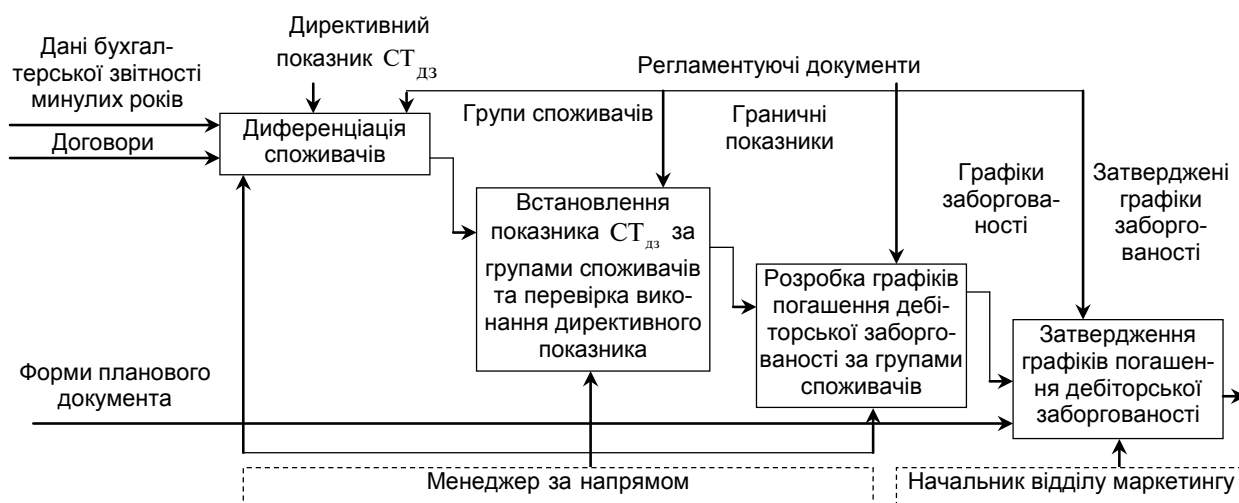 Директивний
показник СТдз
Дані бухгал-
терської звітності
минулих років
Договори
Регламентуючі документи
Диференціація
споживачів
Групи споживачів
Граничні
показники
Графіки
заборгова-
ності
Затверджені
графіки
заборго-
ваності
Встановлення
показника СТдз за
групами споживачів
та перевірка вико-
нання директивного
показника
Розробка графіків
погашення дебі-
торської заборго-
ваності за групами
споживачів
Затвердження
графіків погашен-
ня дебіторської
заборгованості
Форми планового
документа
Менеджер за напрямом
Начальник відділу маркетингу